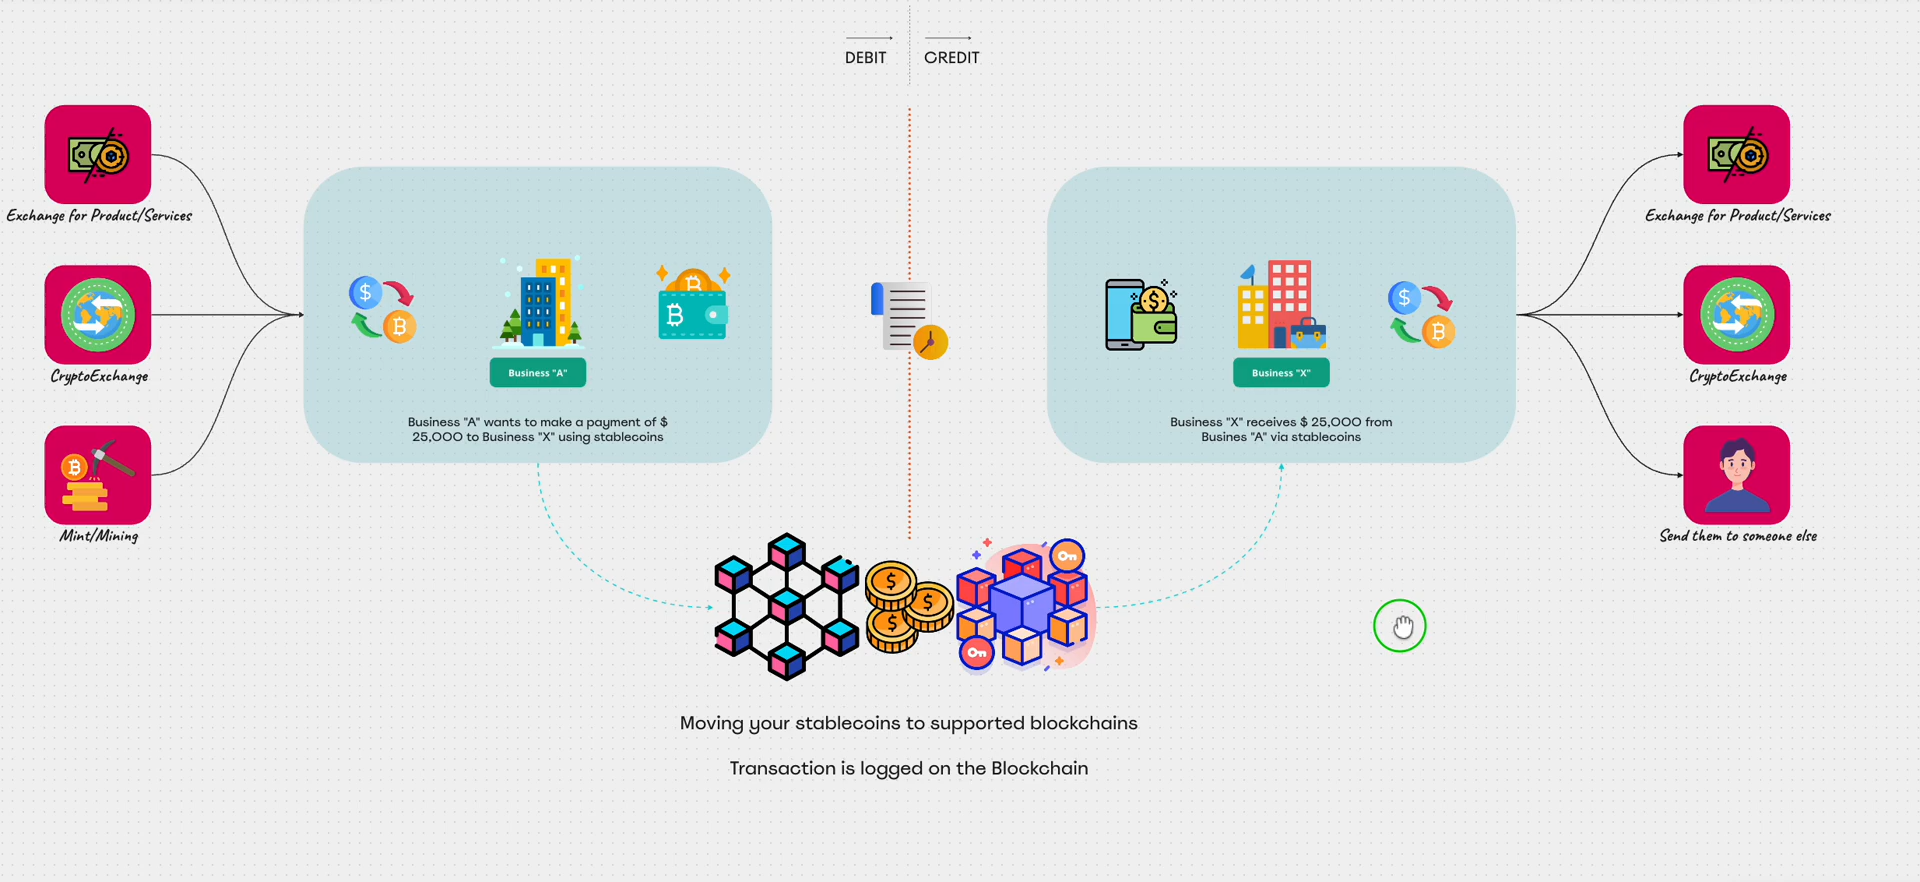 DEBIT
CREDIT
Exchange for Product/Services
CryptoExchange
Mint/Mining
Business "A"
Business "A" wants to make a payment of $
25,000 to Business "X" using stablecoins
Business "X"
Business "X" receives $ 25,000 from
Busines "A" via stablecoins
Exchange for Product/Services
CryptoExchange
Send them to someone else
Moving your stablecoins to supported blockchains
Transaction is logged on the Blockchain